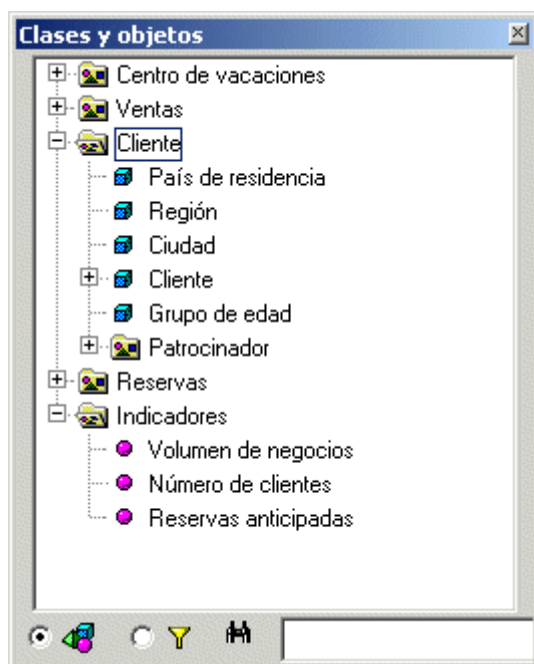 Clases y objetos
Centro de vacaciones
Ventas
Cliente
País de residencia
Región
Ciudad
Cliente
Grupo de edad
Patrocinador
Reservas
Indicadores
Volumen de negocios
Número de clientes
Reservas anticipadas